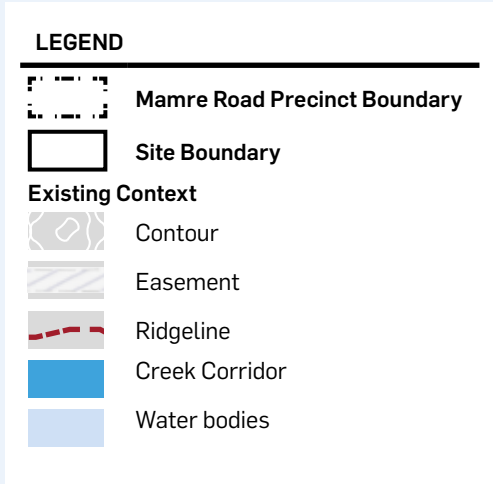 LEGEND
Mamre Road Precinct Boundary
Site Boundary
Existing Context
Contour
Easement
Ridgeline
Creek Corridor
Water bodies